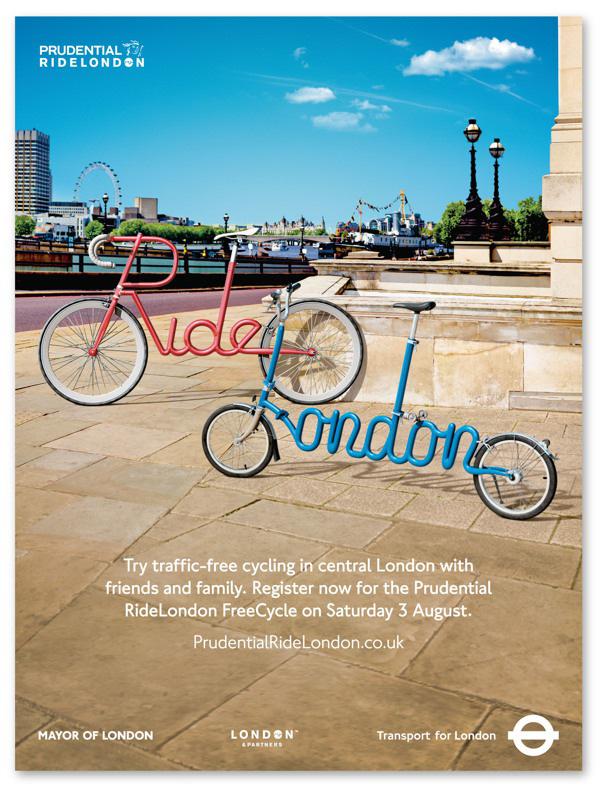 PRUDENTIAL
RIDELONDON
Ride
London
Try traffic-free cycling in central London with
friends and family. Register now for the Prudential
RideLondon FreeCycle on Saturday 3 August.
PrudentialRideLondon.co.uk
MAYOR OF LONDON
LONDON™
& PARTNERS
Transport for London